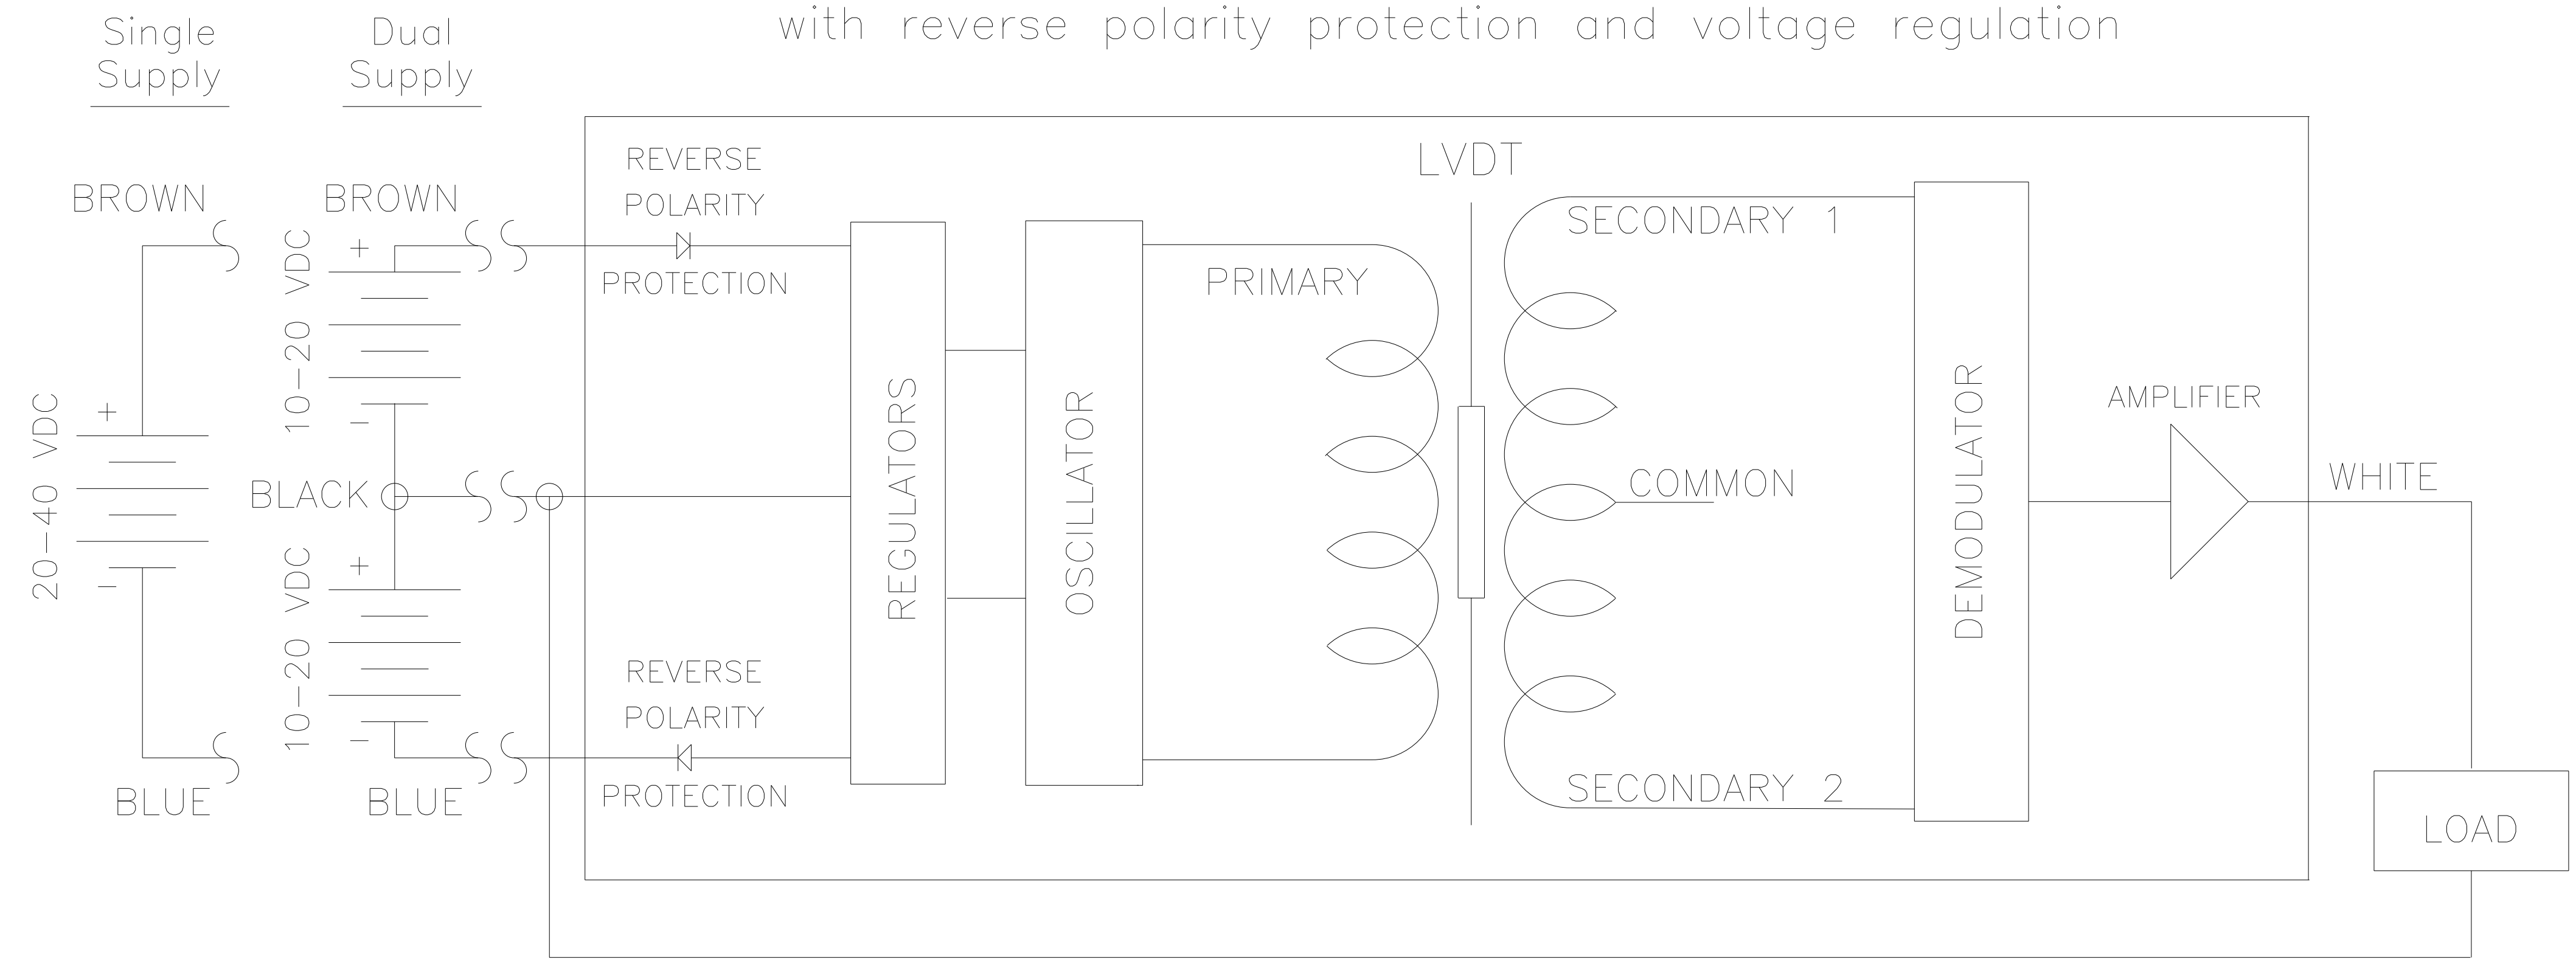 with reverse polarity protection and voltage regulation
Single
Supply
Dual
Supply
BROWN
BROWN
+
10-20 VDC
-
20-40 VDC
+
-
BLACK
+
10-20 VDC
-
BLUE
BLUE
REVERSE
POLARITY
PROTECTION
REVERSE
POLARITY
PROTECTION
REGULATORS
OSCILLATOR
PRIMARY
LVDT
SECONDARY 1
COMMON
SECONDARY 2
DEMODULATOR
AMPLIFIER
WHITE
LOAD